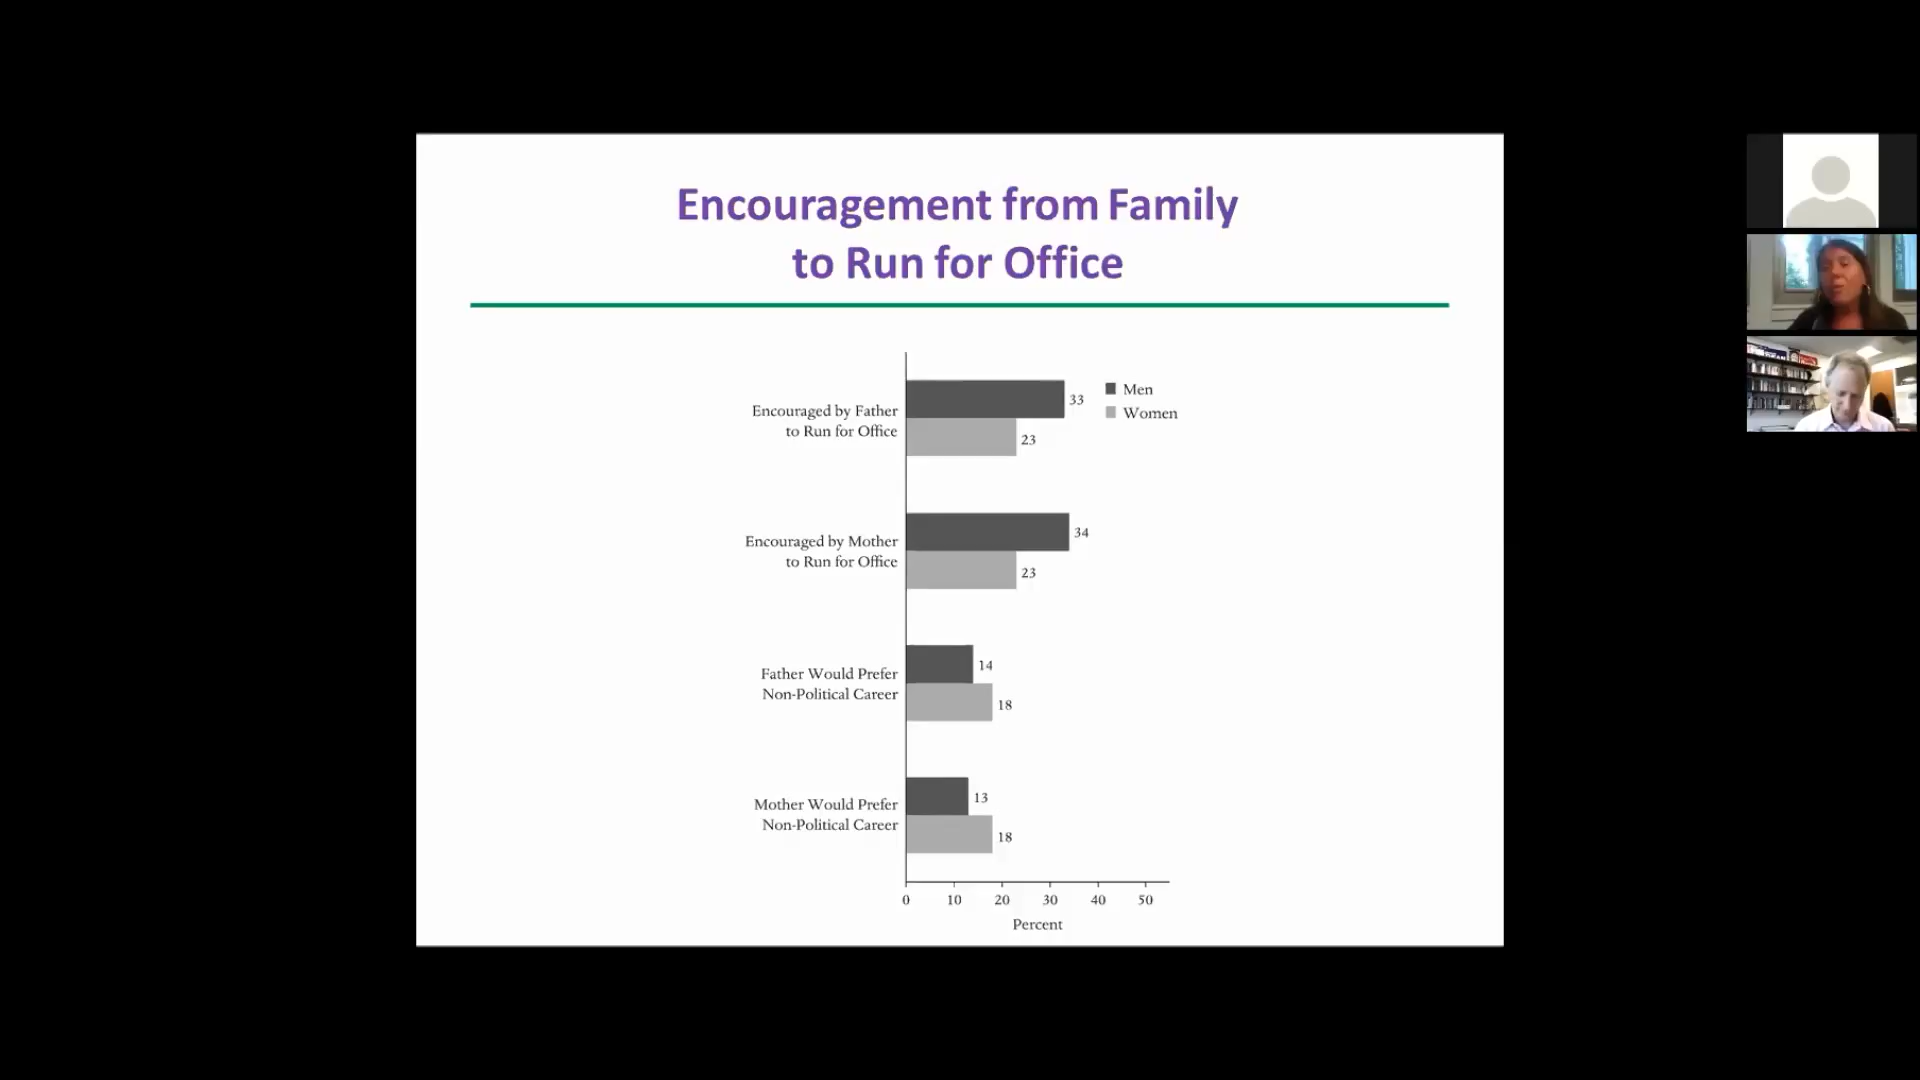 Encouragement from Family
to Run for Office
Men
Women
Encouraged by Father
to Run for Office
33
23
Encouraged by Mother
to Run for Office
34
23
Father Would Prefer
Non-Political Career
14
18
Mother Would Prefer
Non-Political Career
13
18
0 10 20 30 40 50
Percent